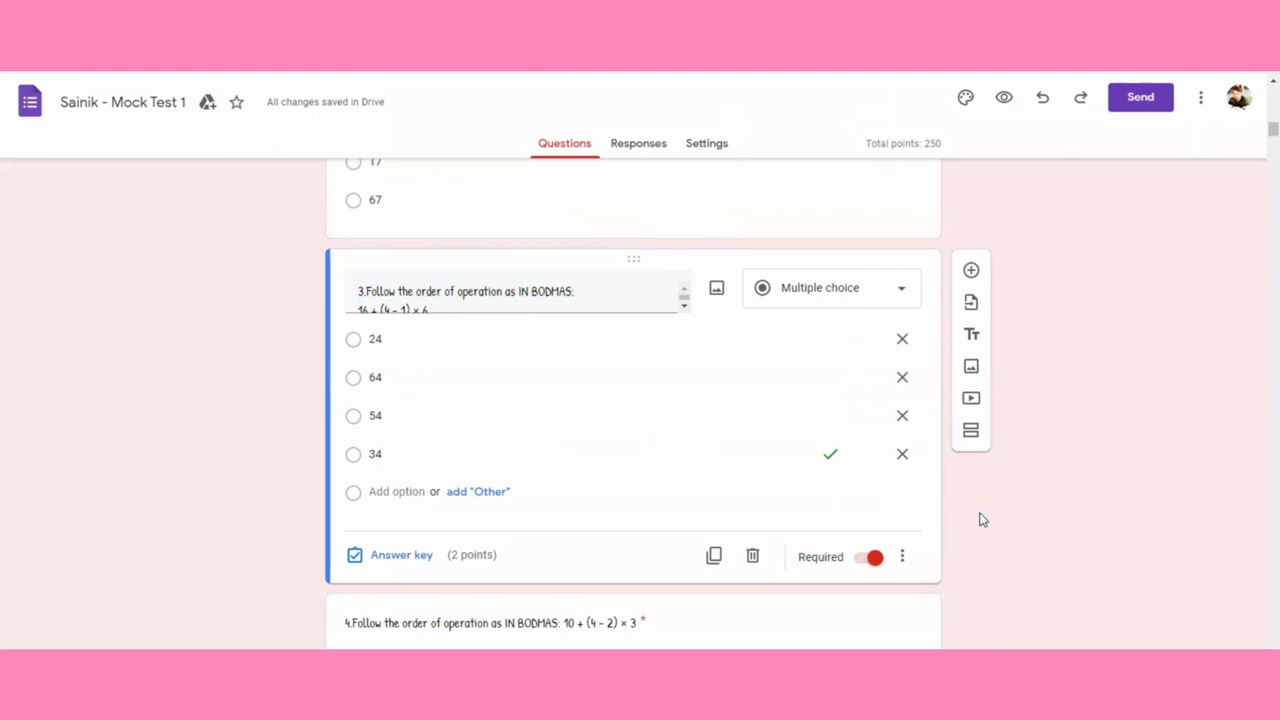 Sainik - Mock Test 1
All changes saved in Drive
Send
Questions
Responses
Settings
Total points: 250
17
67
3.Follow the order of operation as IN BODMAS:
16 + (4 - 1) × 6
Multiple choice
24
64
54
34
Add option or add "Other"
Answer key (2 points)
Required
4.Follow the order of operation as IN BODMAS: 10 + (4 - 2) × 3 *